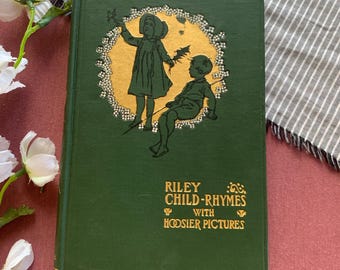 RILEY
CHILD-RHYMES
WITH
HOOSIER PICTURES